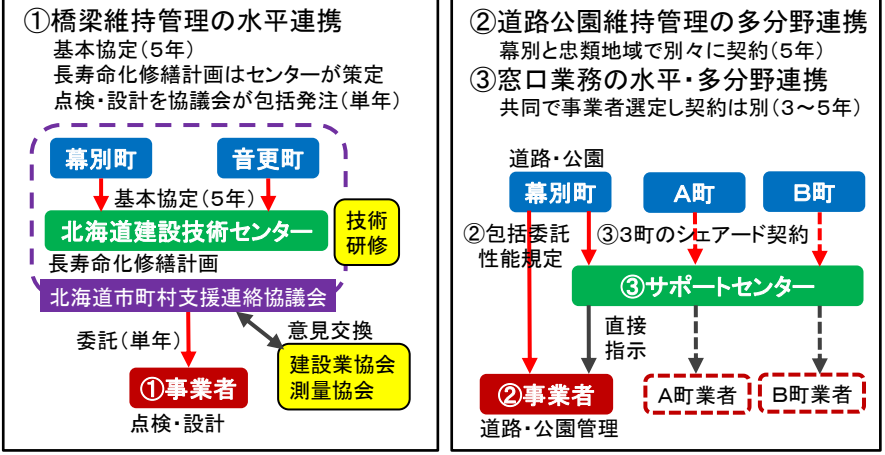 ①橋梁維持管理の水平連携
基本協定(5年)
長寿命化修繕計画はセンターが策定
点検・設計を協議会が包括発注(単年)
幕別町
音更町
基本協定(5年)
北海道建設技術センター
技術
研修
長寿命化修繕計画
北海道市町村支援連絡協議会
委託(単年)
意見交換
建設業協会
測量協会
①事業者
点検・設計
②道路公園維持管理の多分野連携
幕別と忠類地域で別々に契約(5年)
③窓口業務の水平・多分野連携
共同で事業者選定し契約は別(3~5年)
道路・公園
幕別町
A町
B町
②包括委託
性能規定
③3町のシェアード契約
③サポートセンター
直接
指示
②事業者
A町業者
B町業者
道路・公園管理